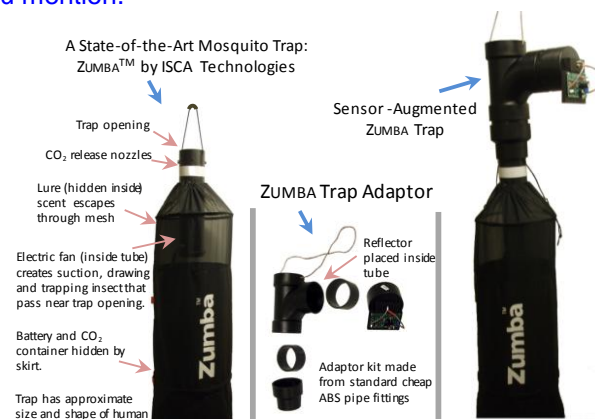 d mention.
A State-of-the-Art Mosquito Trap:
ZUMBA™ by ISCA Technologies
Trap opening
CO₂ release nozzles
Lure (hidden inside)
scent escapes
through mesh
Electric fan (inside tube)
creates suction, drawing
and trapping insect that
pass near trap opening.
Battery and CO₂
container hidden by
skirt.
Trap has approximate
size and shape of human
Zumba™
ZUMBA Trap Adaptor
Reflector
placed inside
tube
Adaptor kit made
from standard cheap
ABS pipe fittings
Sensor -Augmented
ZUMBA Trap
Zumba™